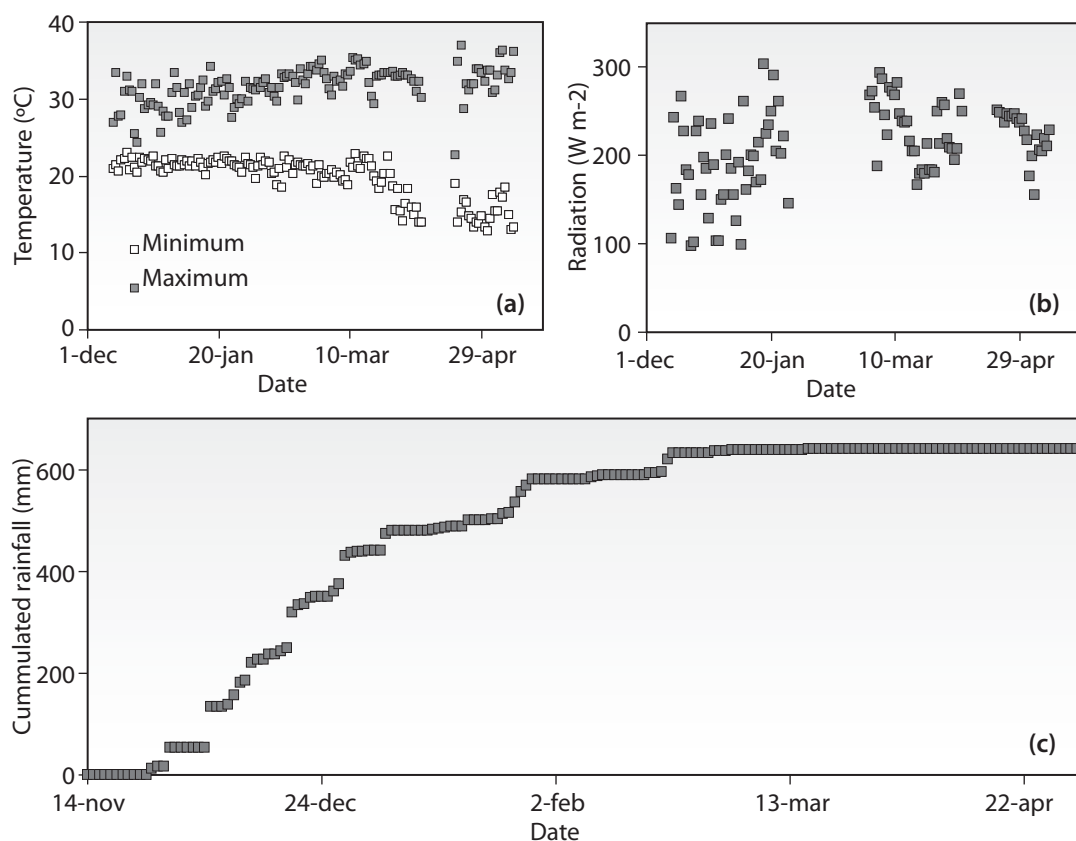 40
30
20
10
0
Temperature (ºC)
Minimum
Maximum
(a)
1-dec
20-jan
10-mar
29-apr
Date
300
200
100
0
Radiation (W m-2)
(b)
1-dec
20-jan
10-mar
29-apr
Date
600
400
200
0
Cummulated rainfall (mm)
(c)
14-nov
24-dec
2-feb
13-mar
22-apr
Date